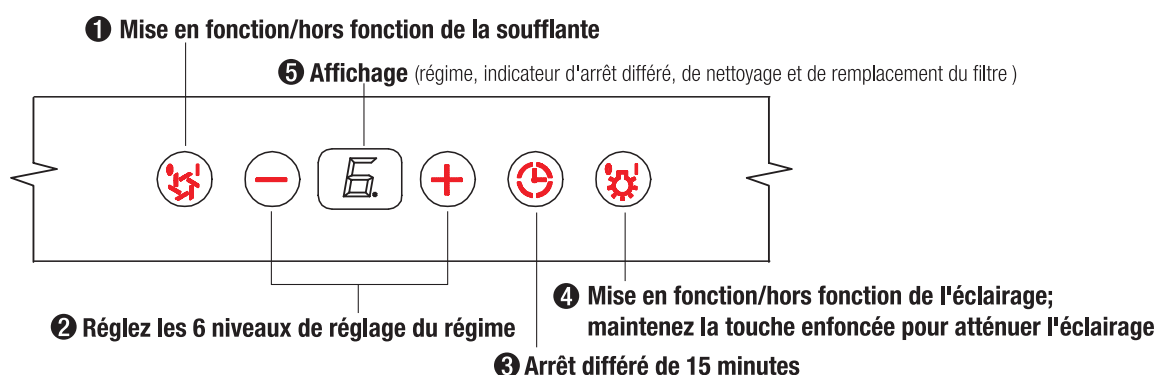 ❶ Mise en fonction/hors fonction de la soufflante
❺ Affichage (régime, indicateur d'arrêt différé, de nettoyage et de remplacement du filtre )
6.
❹ Mise en fonction/hors fonction de l'éclairage;
maintenez la touche enfoncée pour atténuer l'éclairage
❷ Réglez les 6 niveaux de réglage du régime
❸ Arrêt différé de 15 minutes